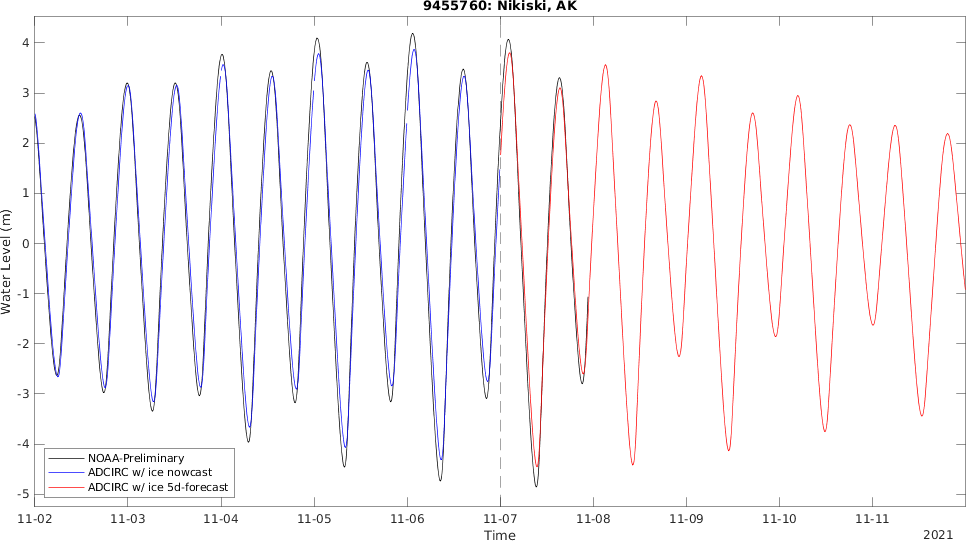 9455760: Nikiski, AK
Water Level (m)
4
3
2
1
0
-1
-2
-3
-4
-5
NOAA-Preliminary
ADCIRC w/ ice nowcast
ADCIRC w/ ice 5d-forecast
11-02 11-03 11-04 11-05 11-06 11-07 11-08 11-09 11-10 11-11
Time
2021